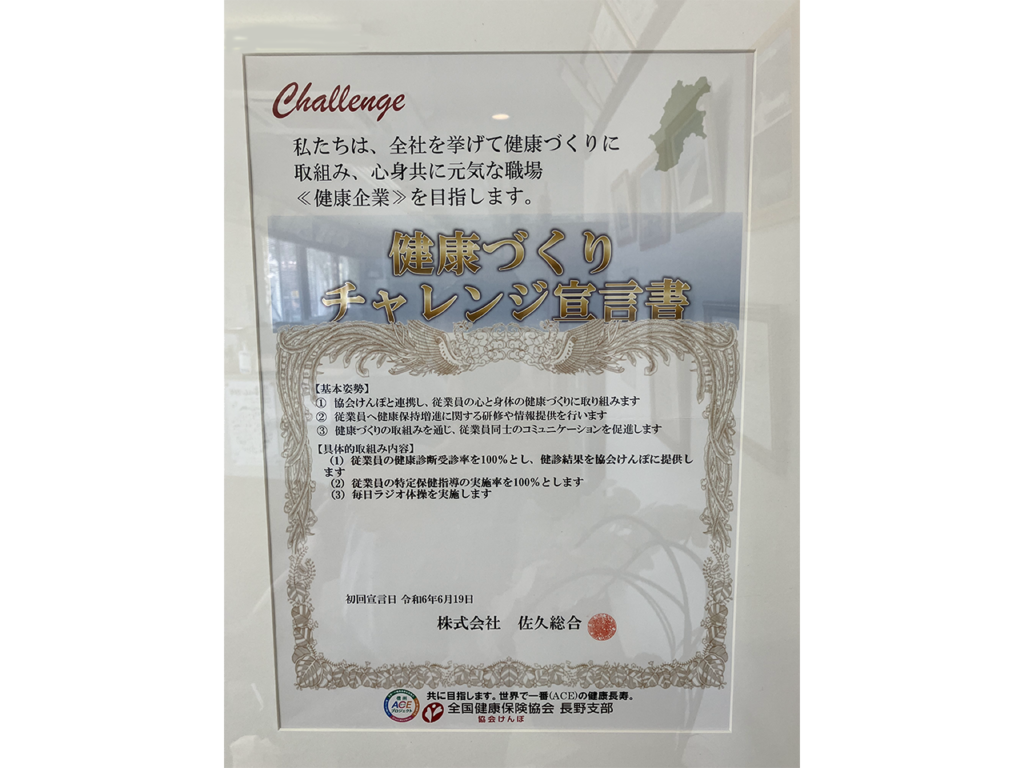 Challenge
私たちは、全社を挙げて健康づくりに
取組み、心身共に元気な職場
≪健康企業≫を目指します。
健康づくり
チャレンジ宣言書
【基本姿勢】
① 協会けんぽと連携し、従業員の心と身体の健康づくりに取り組みます
② 従業員へ健康保持増進に関する研修や情報提供を行います
③ 健康づくりの取組みを通じ、従業員同士のコミュニケーションを促進します
【具体的取組み内容】
（1）従業員の健康診断受診率を100%とし、健診結果を協会けんぽに提供し
ます
（2）従業員の特定保健指導の実施率を100%とします
（3）毎日ラジオ体操を実施します
初回宣言日 令和6年6月19日
株式会社 佐久総合
共に目指します。世界で一番(ACE)の健康長寿。
ACE
プロジェクト
全国健康保険協会 長野支部
協会けんぽ